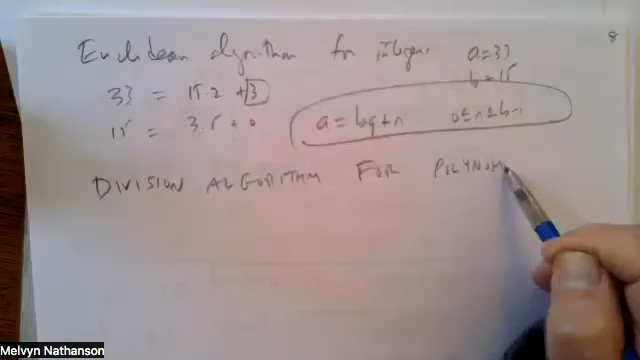 8
Euclidean algorithm for integers
a=33
b=15
33 = 15.2 + 3
15 = 3.5 + 0
a = bq+r 0≤r≤b-1
DIVISION ALGORITHM FOR POLYNOM
Melvyn Nathanson